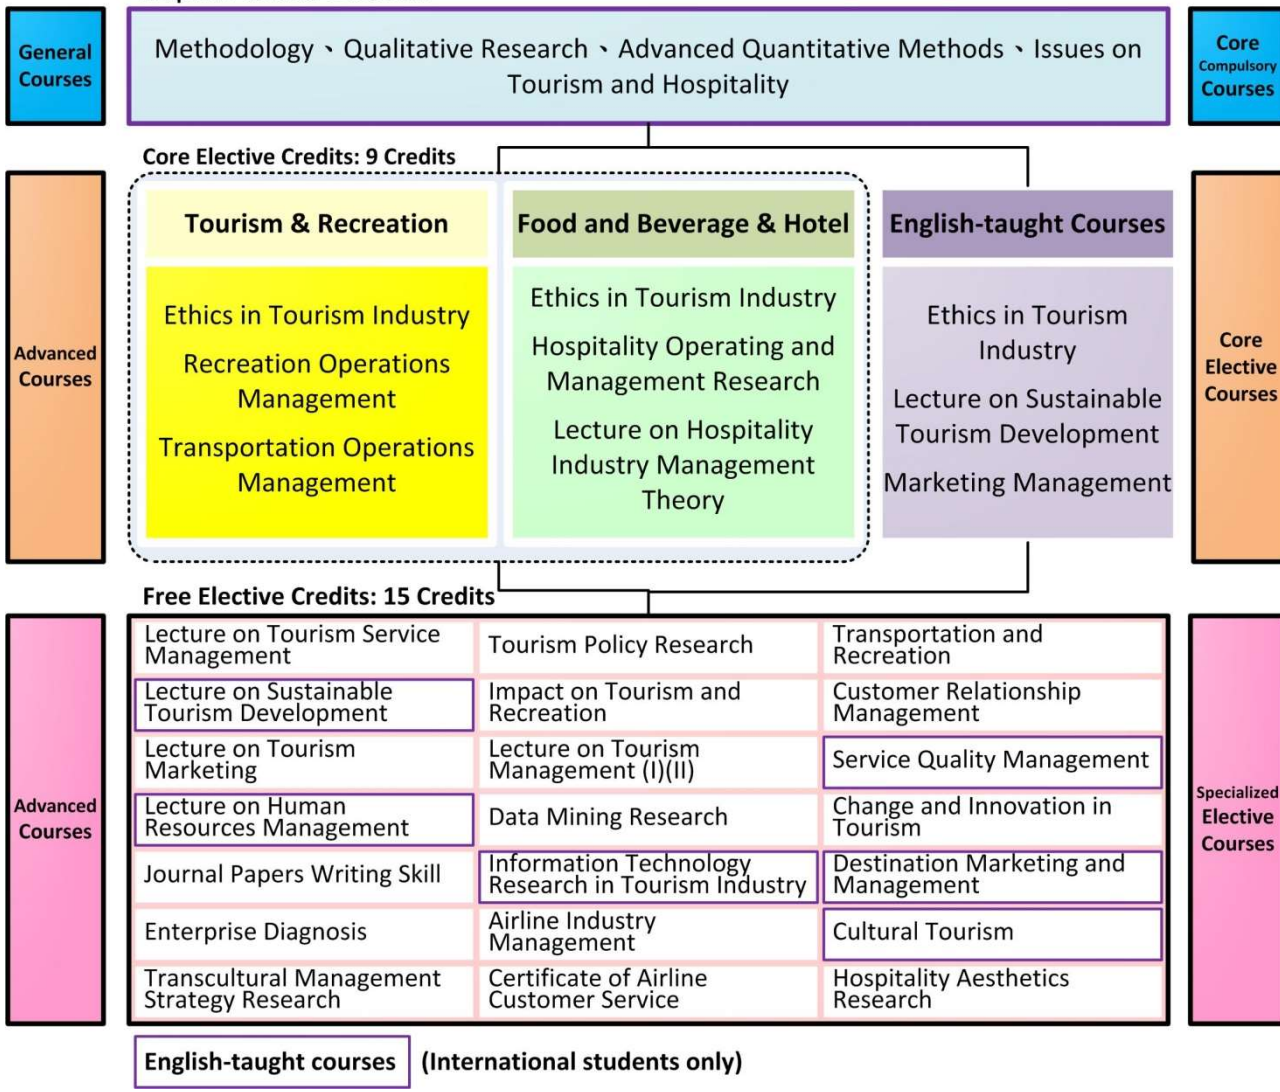 General
Courses
Methodology、Qualitative Research、Advanced Quantitative Methods、Issues on
Tourism and Hospitality
Core
Compulsory
Courses
Core Elective Credits: 9 Credits
Advanced
Courses
Tourism & Recreation
Ethics in Tourism Industry
Recreation Operations
Management
Transportation Operations
Management
Food and Beverage & Hotel
Ethics in Tourism Industry
Hospitality Operating and
Management Research
Lecture on Hospitality
Industry Management
Theory
English-taught Courses
Ethics in Tourism
Industry
Lecture on Sustainable
Tourism Development
Marketing Management
Core
Elective
Courses
Free Elective Credits: 15 Credits
Advanced
Courses
Lecture on Tourism Service
Management
Tourism Policy Research
Transportation and
Recreation
Lecture on Sustainable
Tourism Development
Impact on Tourism and
Recreation
Customer Relationship
Management
Lecture on Tourism
Marketing
Lecture on Tourism
Management (I)(II)
Service Quality Management
Lecture on Human
Resources Management
Data Mining Research
Change and Innovation in
Tourism
Journal Papers Writing Skill
Information Technology
Research in Tourism Industry
Destination Marketing and
Management
Enterprise Diagnosis
Airline Industry
Management
Cultural Tourism
Transcultural Management
Strategy Research
Certificate of Airline
Customer Service
Hospitality Aesthetics
Research
Specialized
Elective
Courses
English-taught courses (International students only)